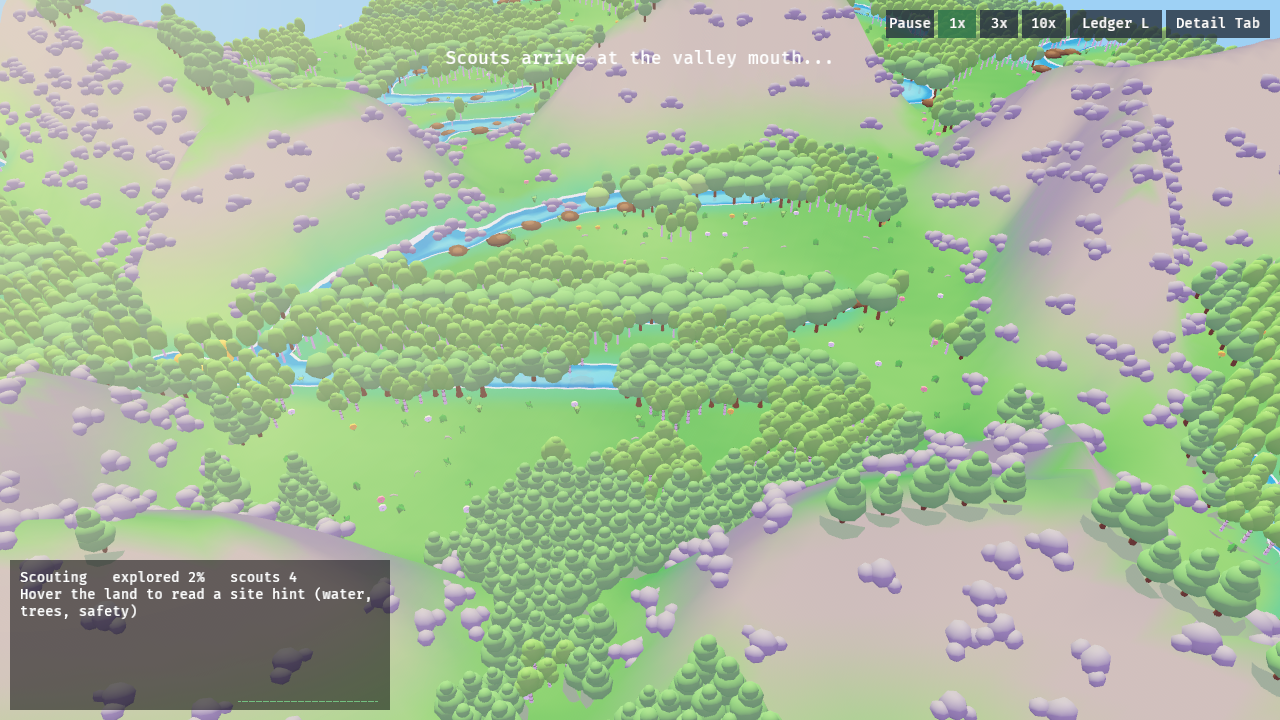 Pause 1x 3x 10x Ledger L Detail Tab
Scouts arrive at the valley mouth...
Scouting explored 2% scouts 4
Hover the land to read a site hint (water,
trees, safety)